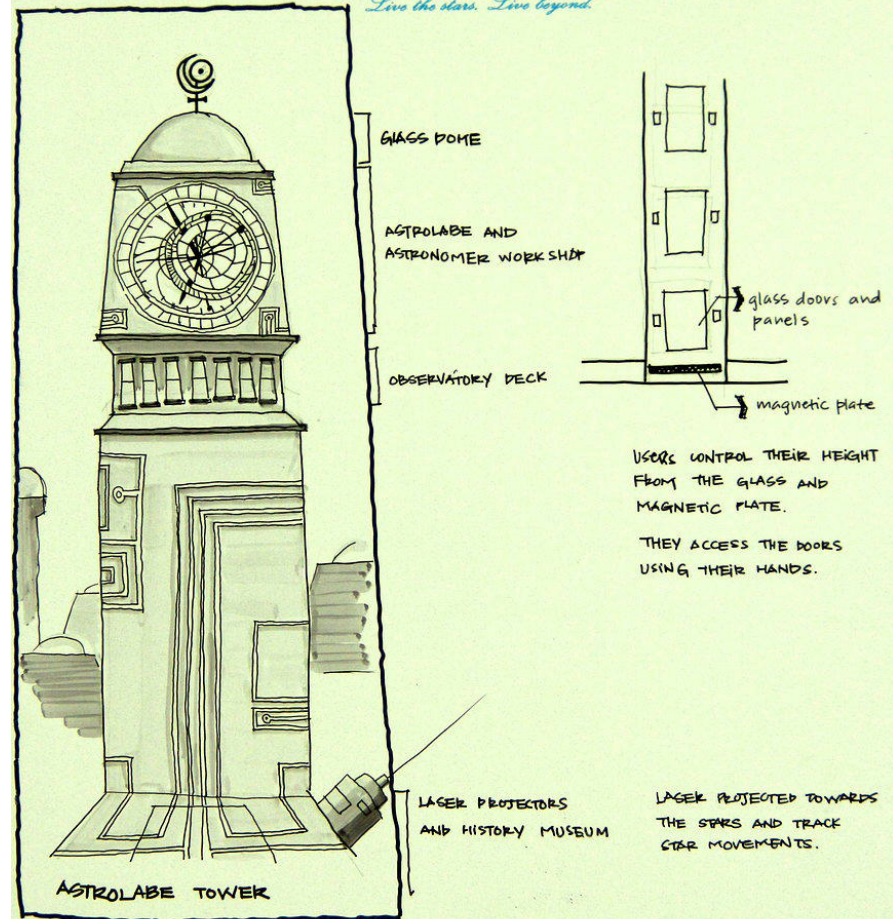 Live the stars. Live beyond.
GLASS DOME
ASTROLABE AND
ASTRONOMER WORKSHOP
OBSERVATORY DECK
glass doors and
panels
magnetic plate
USERS CONTROL THEIR HEIGHT
FROM THE GLASS AND
MAGNETIC PLATE.
THEY ACCESS THE DOORS
USING THEIR HANDS.
LASER PROJECTORS
AND HISTORY MUSEUM
LASER PROJECTED TOWARDS
THE STARS AND TRACK
STAR MOVEMENTS.
ASTROLABE TOWER